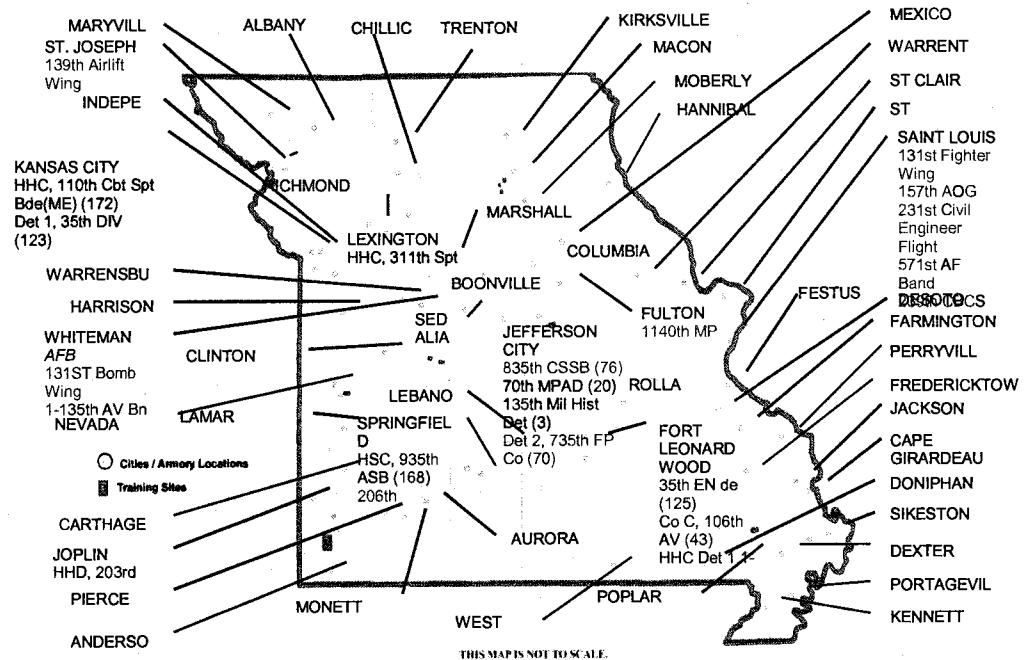 MARYVILL
ST. JOSEPH
139th Airlift
Wing
INDEPE
ALBANY
CHILLIC
TRENTON
KIRKSVILLE
MACON
MOBERLY
HANNIBAL
MEXICO
WARRENT
ST CLAIR
ST
SAINT LOUIS
131st Fighter
Wing
157th AOG
231st Civil
Engineer
Flight
571st AF
Band
KANSAS CITY
HHC, 110th Cbt Spt
Bde(ME) (172)
Det 1, 35th DIV
(123)
RICHMOND
MARSHALL
LEXINGTON
HHC, 311th Spt
COLUMBIA
BOONVILLE
WARRENSBU
HARRISON
WHITEMAN
AFB
131ST Bomb
Wing
1-135th AV Bn
NEVADA
CLINTON
LAMAR
SED
ALIA
FULTON
1140th MP
FESTUS
DESOTO
FARMINGTON
PERRYVILL
FREDERICKTOW
JACKSON
CAPE
GIRARDEAU
DONIPHAN
SIKESTON
DEXTER
PORTAGEVIL
KENNETT
JEFFERSON
CITY
835th CSSB (76)
70th MPAD (20)
135th Mil Hist
Det (3)
Det 2, 735th FP
Co (70)
ROLLA
LEBANO
SPRINGFIEL
D
HSC, 935th
ASB (168)
206th
FORT
LEONARD
WOOD
35th EN de
(125)
Co C, 106th
AV (43)
HHC Det 1 1-
Cities / Armory Locations
Training Sites
CARTHAGE
JOPLIN
HHD, 203rd
PIERCE
ANDERSO
AURORA
MONETT
WEST
POPLAR
THIS MAP IS NOT TO SCALE.